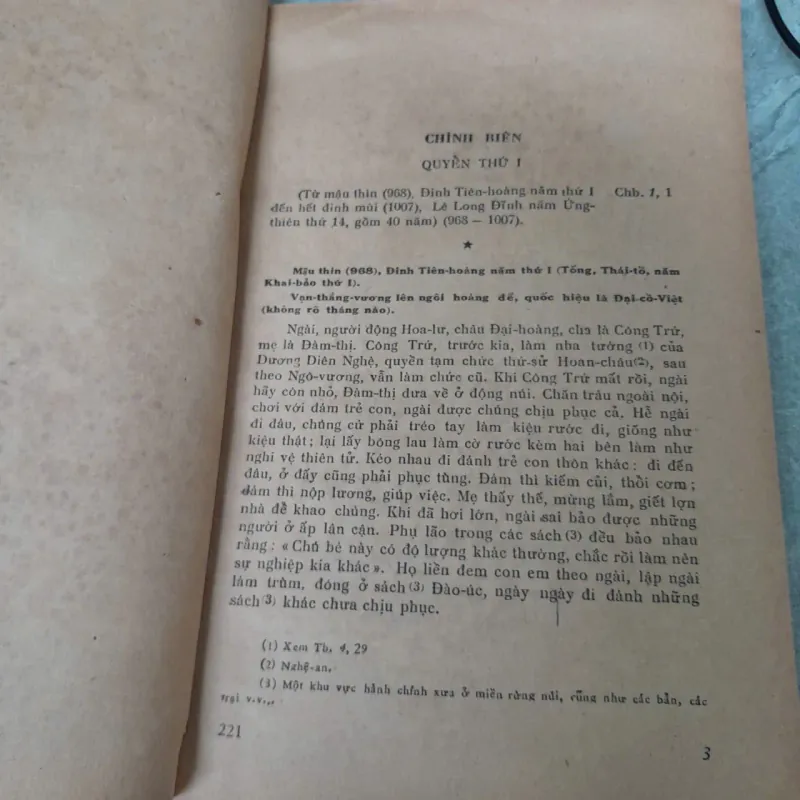 CHÍNH BIÊN
QUYỂN THỨ I
(Từ mậu thìn (968), Đinh Tiên-hoàng năm thứ I Chb. 1, 1
đến hết đinh mùi (1007), Lê Long Đĩnh năm Ứng-
thiên thứ 14, gồm 40 năm) (968 – 1007).
★
Mậu thìn (968), Đinh Tiên-hoàng năm thứ I (Tống, Thái-tổ, năm
Khai-bảo thứ I).
Vạn-thắng-vương lên ngôi hoàng đế, quốc hiệu là Đại-cồ-Việt
(không rõ tháng nào).
Ngài, người động Hoa-lư, châu Đại-hoàng, cha là Công Trứ,
mẹ là Đàm-thị. Công Trứ, trước kia, làm nha tướng (1) của
Dương Diên Nghệ, quyền tạm chức thứ-sử Hoan-châu(2), sau
theo Ngô-vương, vẫn làm chức cũ. Khi Công Trứ mất rồi, ngài
hãy còn nhỏ, Đàm-thị đưa về ở động núi. Chăn trâu ngoài nội,
chơi với đám trẻ con, ngài được chúng chịu phục cả. Hễ ngài
đi đâu, chúng cứ phải tréo tay làm kiệu rước đi, giống như
kiệu thật; lại lấy bông lau làm cờ rước kèm hai bên làm như
nghi vệ thiên tử. Kéo nhau đi đánh trẻ con thôn khác: đi đến
đâu, ở đấy cũng phải phục tùng. Đám thì kiếm củi, thổi cơm;
đám thì nộp lương, giúp việc. Mẹ thấy thế, mừng lắm, giết lợn
nhà để khao chúng. Khi đã hơi lớn, ngài sai bảo được những
người ở ấp lân cận. Phụ lão trong các sách (3) đều bảo nhau
rằng: « Chú bé này có độ lượng khác thường, chắc rồi làm nên
sự nghiệp kia khác ». Họ liền đem con em theo ngài, lập ngài
làm trùm, đóng ở sách (3) Đào-úc, ngày ngày đi đánh những
sách (3) khác chưa chịu phục.
(1) Xem Tb. 4, 29
(2) Nghệ-an.
(3) Một khu vực hành chính xưa ở miền rừng núi, cũng như các bản, các
trại v.v...
221
3